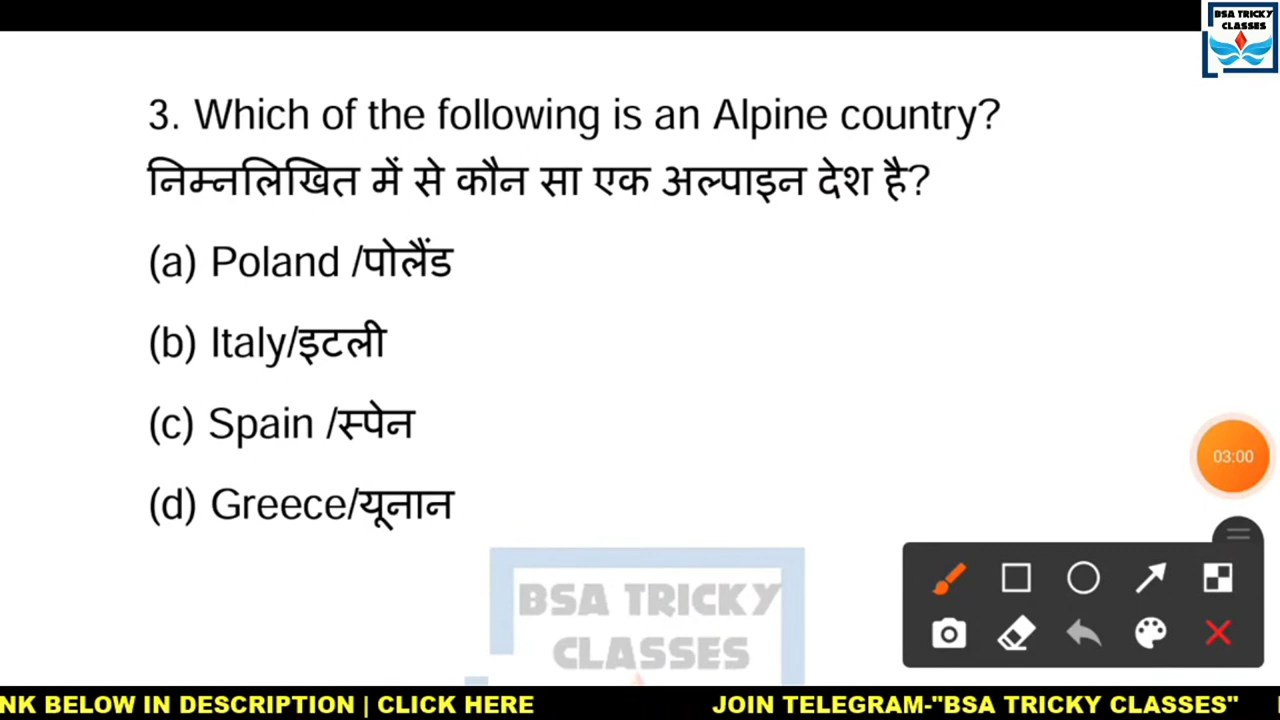 BSA TRICKY
CLASSES
3. Which of the following is an Alpine country?
निम्नलिखित में से कौन सा एक अल्पाइन देश है?
(a) Poland /पोलैंड
(b) Italy/इटली
(c) Spain /स्पेन
(d) Greece/यूनान
03:00
BSA TRICKY
CLASSES
NK BELOW IN DESCRIPTION | CLICK HERE JOIN TELEGRAM-"BSA TRICKY CLASSES"